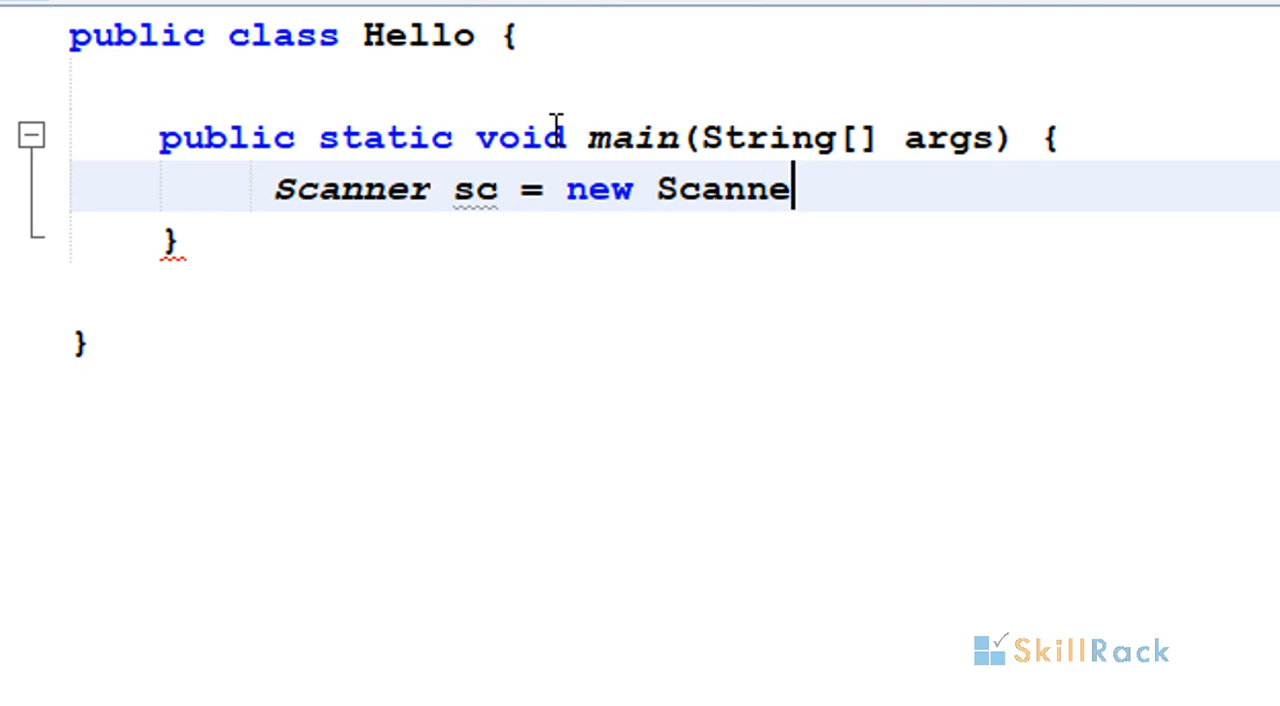 public class Hello {
public static void main(String[] args) {
Scanner sc = new Scanne
}
}
SkillRack